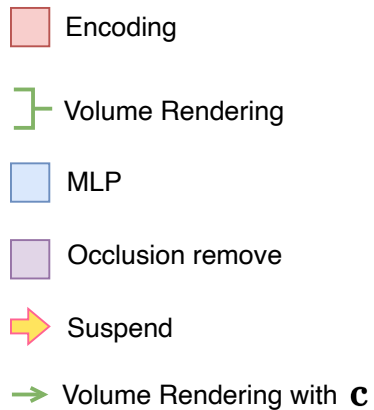 Encoding
Volume Rendering
MLP
Occlusion remove
Suspend
Volume Rendering with c